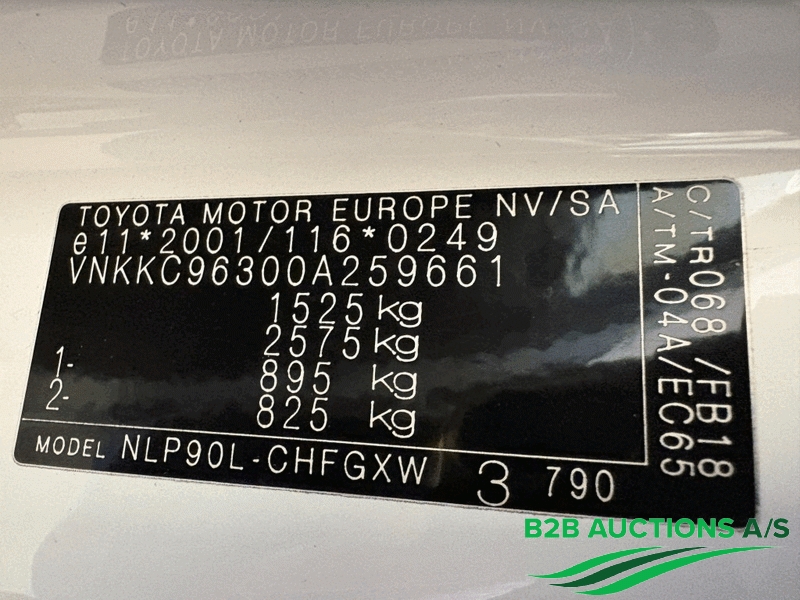 TOYOTA MOTOR EUROPE NV/SA
e11*2001/116*0249
VNKKC96300A259661
1525 kg
2575 kg
1- 895 kg
2- 825 kg
MODEL NLP90L-CHFGXW 3 790
C/TR068/FB18
A/TM-04A/EC65
B2B AUCTIONS A/S